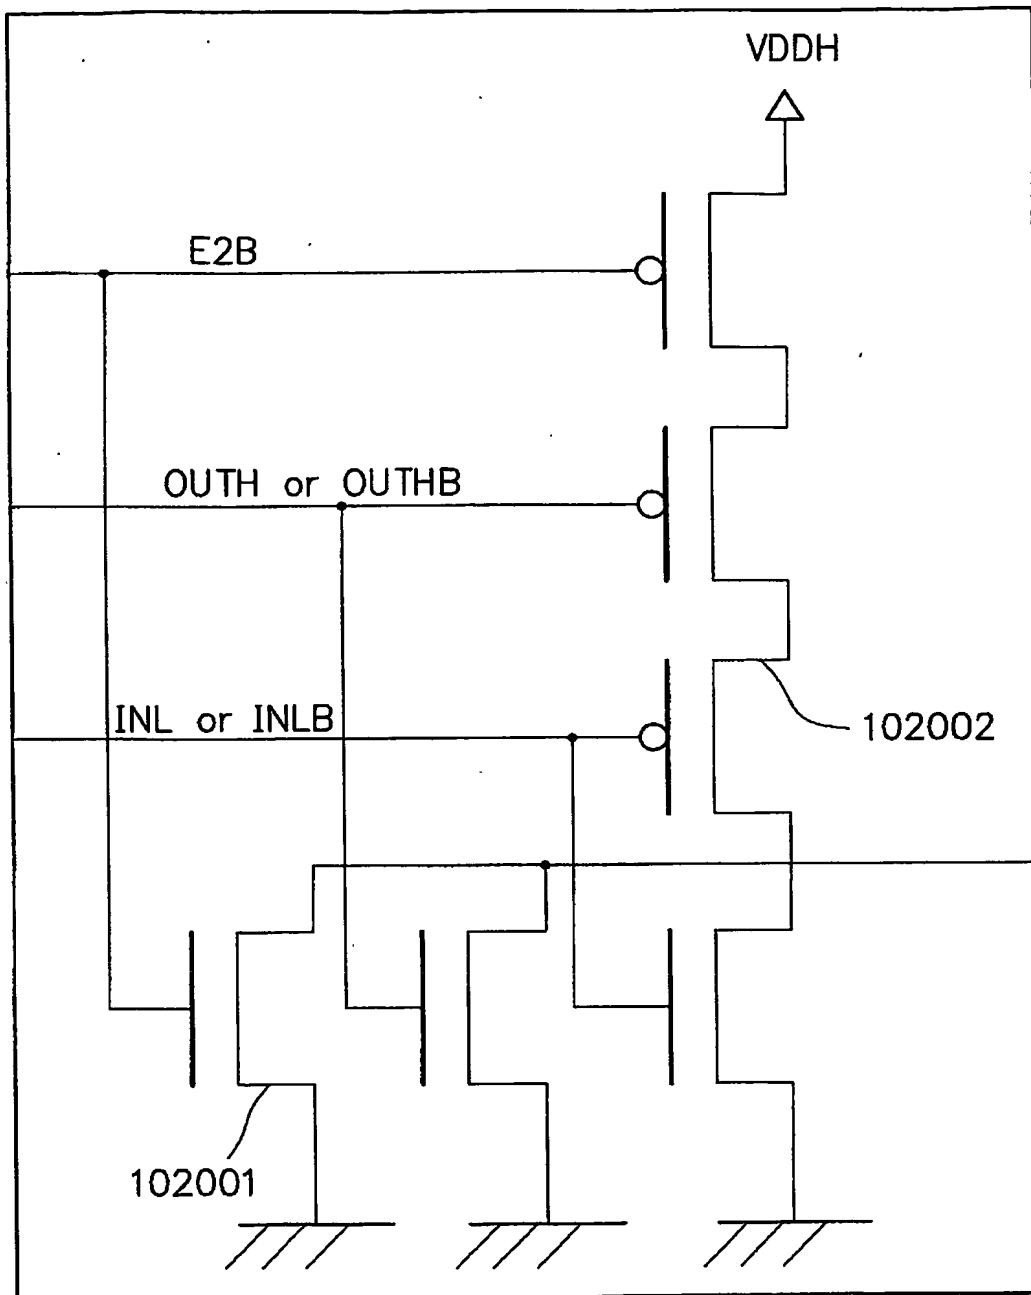 VDDH
E2B
OUTH or OUTHB
INL or INLB
102002
102001